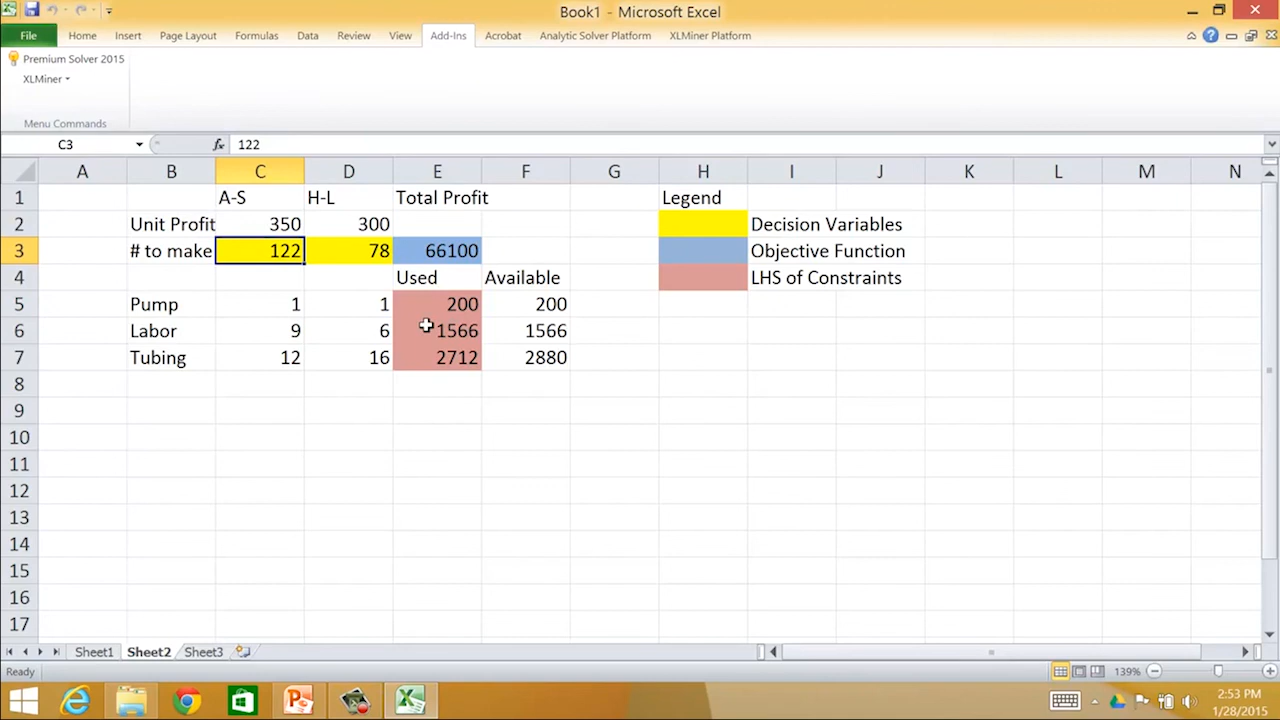 Book1 - Microsoft Excel
File Home Insert Page Layout Formulas Data Review View Add-Ins Acrobat Analytic Solver Platform XLMiner Platform
Premium Solver 2015
XLMiner
Menu Commands
C3 fx 122
A B C D E F G H I J K L M N
1 A-S H-L Total Profit Legend
2 Unit Profit 350 300 Decision Variables
3 # to make 122 78 66100 Objective Function
4 Used Available LHS of Constraints
5 Pump 1 1 200 200
6 Labor 9 6 1566 1566
7 Tubing 12 16 2712 2880
8
9
10
11
12
13
14
15
16
17
Sheet1 Sheet2 Sheet3
Ready 139%
2:53 PM
1/28/2015